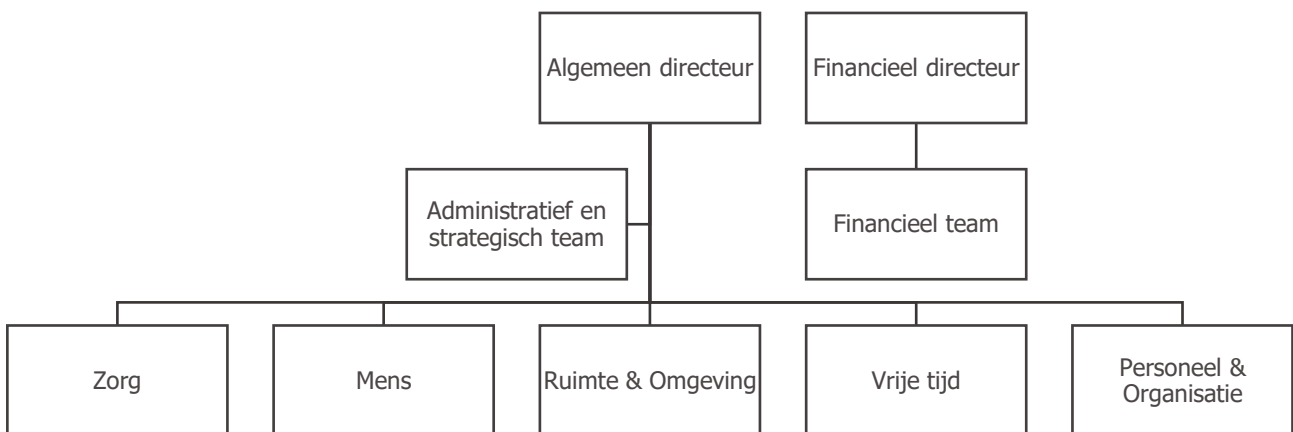 Algemeen directeur
Financieel directeur
Administratief en
strategisch team
Financieel team
Zorg
Mens
Ruimte & Omgeving
Vrije tijd
Personeel &
Organisatie